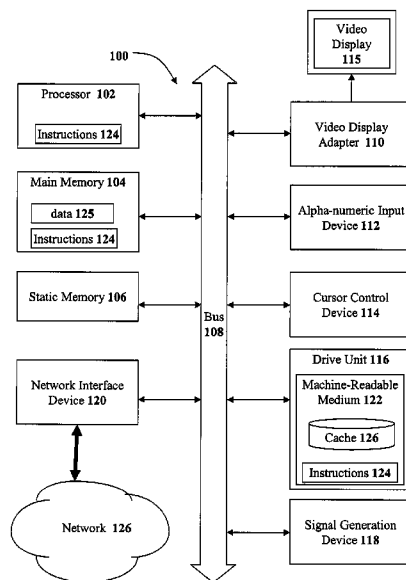 100
Processor 102
Instructions 124
Main Memory 104
data 125
Instructions 124
Static Memory 106
Network Interface
Device 120
Network 126
Bus
108
Video
Display
115
Video Display
Adapter 110
Alpha-numeric Input
Device 112
Cursor Control
Device 114
Drive Unit 116
Machine-Readable
Medium 122
Cache 126
Instructions 124
Signal Generation
Device 118